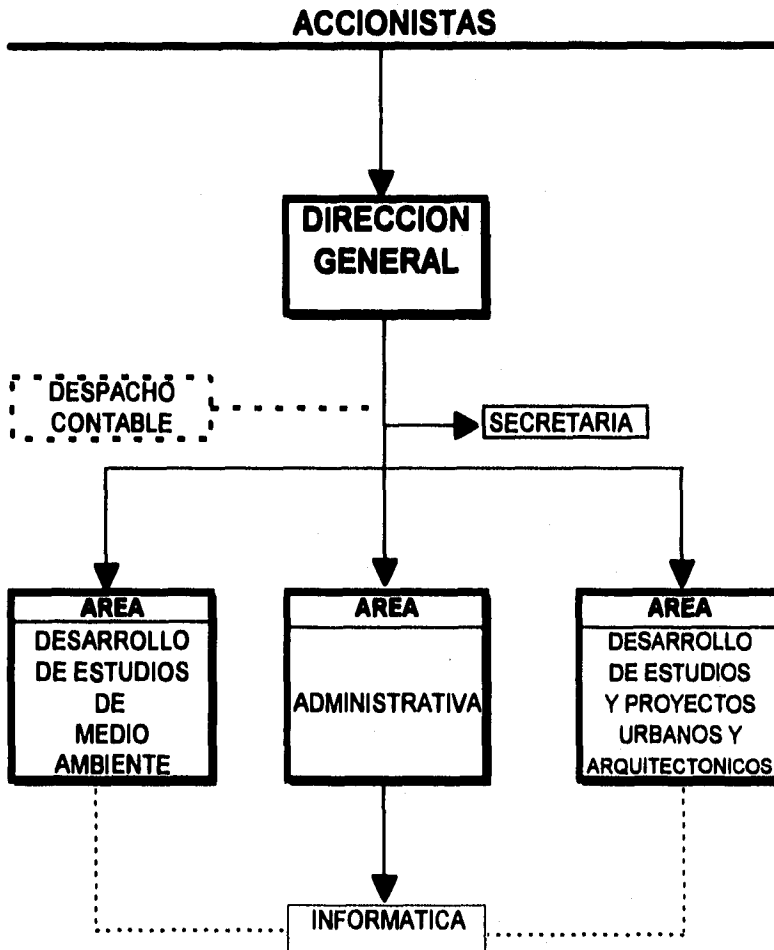 ACCIONISTAS
DIRECCION
GENERAL
DESPACHO
CONTABLE
SECRETARIA
AREA
DESARROLLO
DE ESTUDIOS
DE
MEDIO
AMBIENTE
AREA
ADMINISTRATIVA
AREA
DESARROLLO
DE ESTUDIOS
Y PROYECTOS
URBANOS Y
ARQUITECTONICOS
INFORMATICA